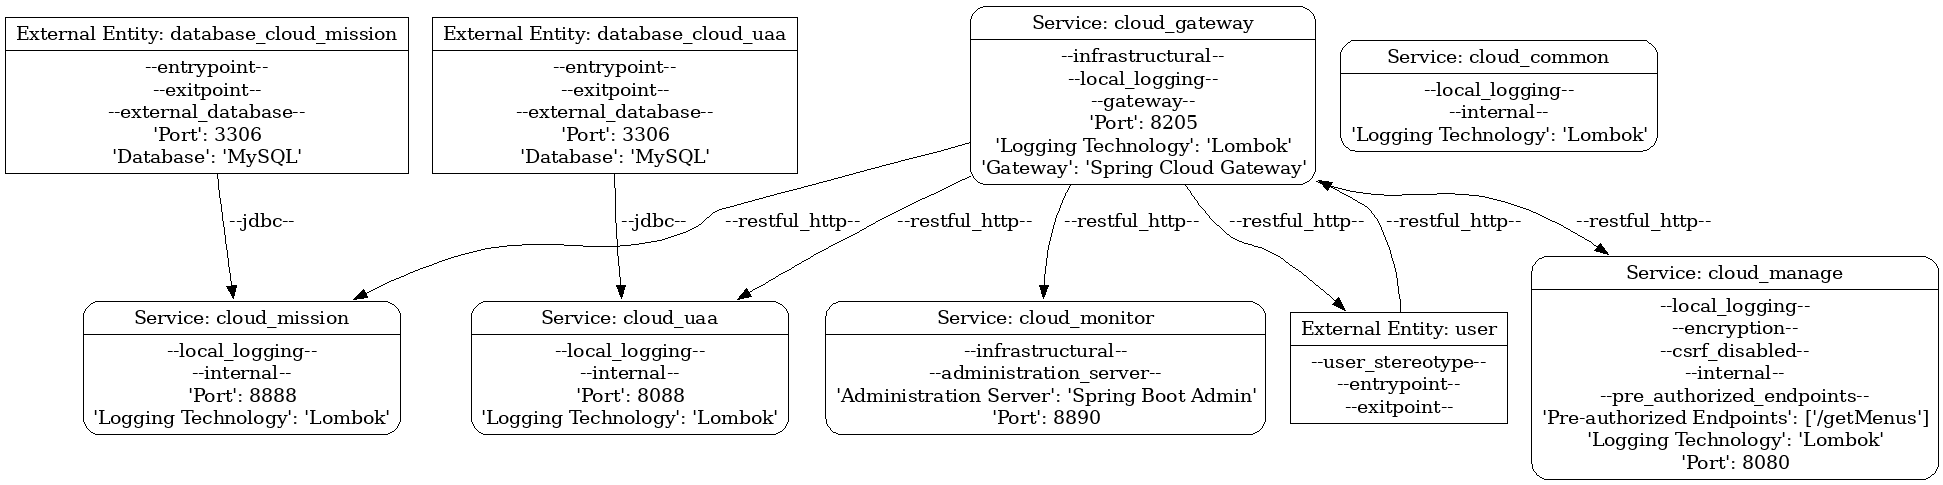 External Entity: database_cloud_mission
--entrypoint--
--exitpoint--
--external_database--
'Port': 3306
'Database': 'MySQL'
External Entity: database_cloud_uaa
--entrypoint--
--exitpoint--
--external_database--
'Port': 3306
'Database': 'MySQL'
Service: cloud_gateway
--infrastructural--
--local_logging--
--gateway--
'Port': 8205
'Logging Technology': 'Lombok'
'Gateway': 'Spring Cloud Gateway'
Service: cloud_common
--local_logging--
--internal--
'Logging Technology': 'Lombok'
--jdbc--
--jdbc--
--restful_http--
--restful_http--
--restful_http--
--restful_http--
--restful_http--
--restful_http--
Service: cloud_mission
--local_logging--
--internal--
'Port': 8888
'Logging Technology': 'Lombok'
Service: cloud_uaa
--local_logging--
--internal--
'Port': 8088
'Logging Technology': 'Lombok'
Service: cloud_monitor
--infrastructural--
--administration_server--
'Administration Server': 'Spring Boot Admin'
'Port': 8890
External Entity: user
--user_stereotype--
--entrypoint--
--exitpoint--
Service: cloud_manage
--local_logging--
--encryption--
--csrf_disabled--
--internal--
--pre_authorized_endpoints--
'Pre-authorized Endpoints': ['/getMenus']
'Logging Technology': 'Lombok'
'Port': 8080